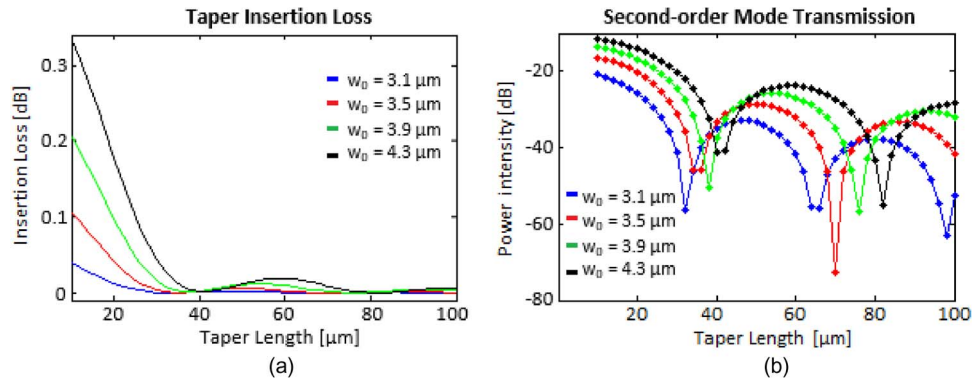 Taper Insertion Loss
Insertion Loss [dB]
0.3
0.2
0.1
0
w₀ = 3.1 µm
w₀ = 3.5 µm
w₀ = 3.9 µm
w₀ = 4.3 µm
20
40
60
80
100
Taper Length [µm]
(a)
Second-order Mode Transmission
Power intensity [dB]
-20
-40
-60
-80
w₀ = 3.1 µm
w₀ = 3.5 µm
w₀ = 3.9 µm
w₀ = 4.3 µm
20
40
60
80
100
Taper Length [µm]
(b)